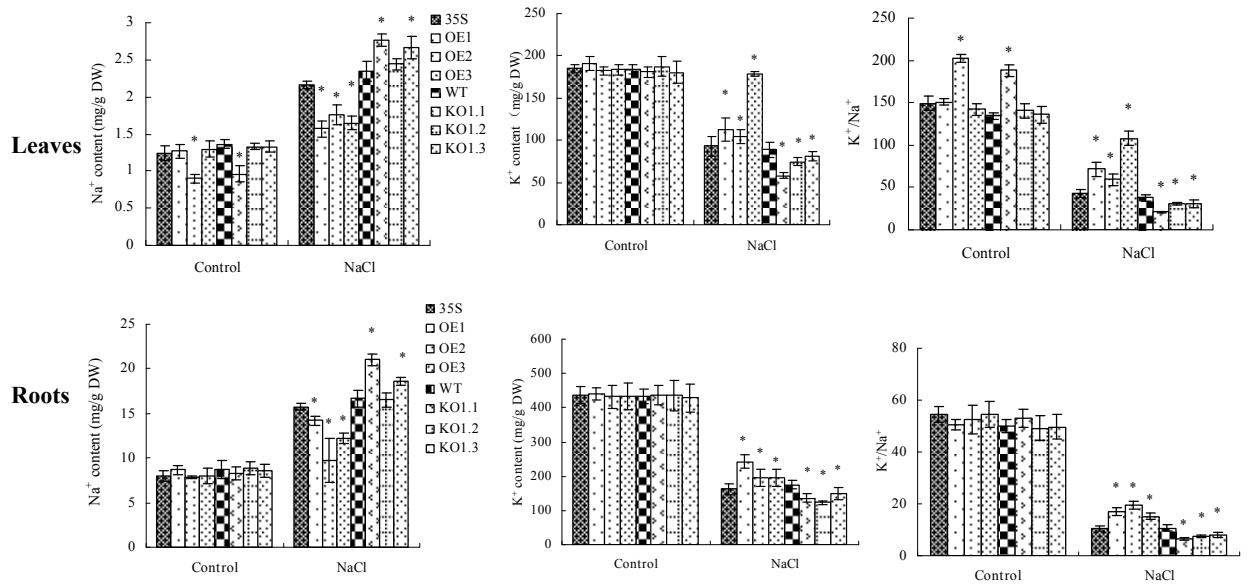 Leaves
Na+ content (mg/g DW)
3
2.5
2
1.5
1
0.5
0
* * * * * * *
Control NaCl
35S
OE1
OE2
OE3
WT
KO1.1
KO1.2
KO1.3
K+ content (mg/g DW)
250
200
150
100
50
0
* * * * * *
Control NaCl
K+/Na+
250
200
150
100
50
0
* * * * * * * *
Control NaCl
Roots
Na+ content (mg/g DW)
25
20
15
10
5
0
* * * * *
Control NaCl
35S
OE1
OE2
OE3
WT
KO1.1
KO1.2
KO1.3
K+ content (mg/g DW)
600
400
300
200
100
0
* * * * * *
Control NaCl
K+/Na+
80
60
40
20
0
* * * * * *
Control NaCl